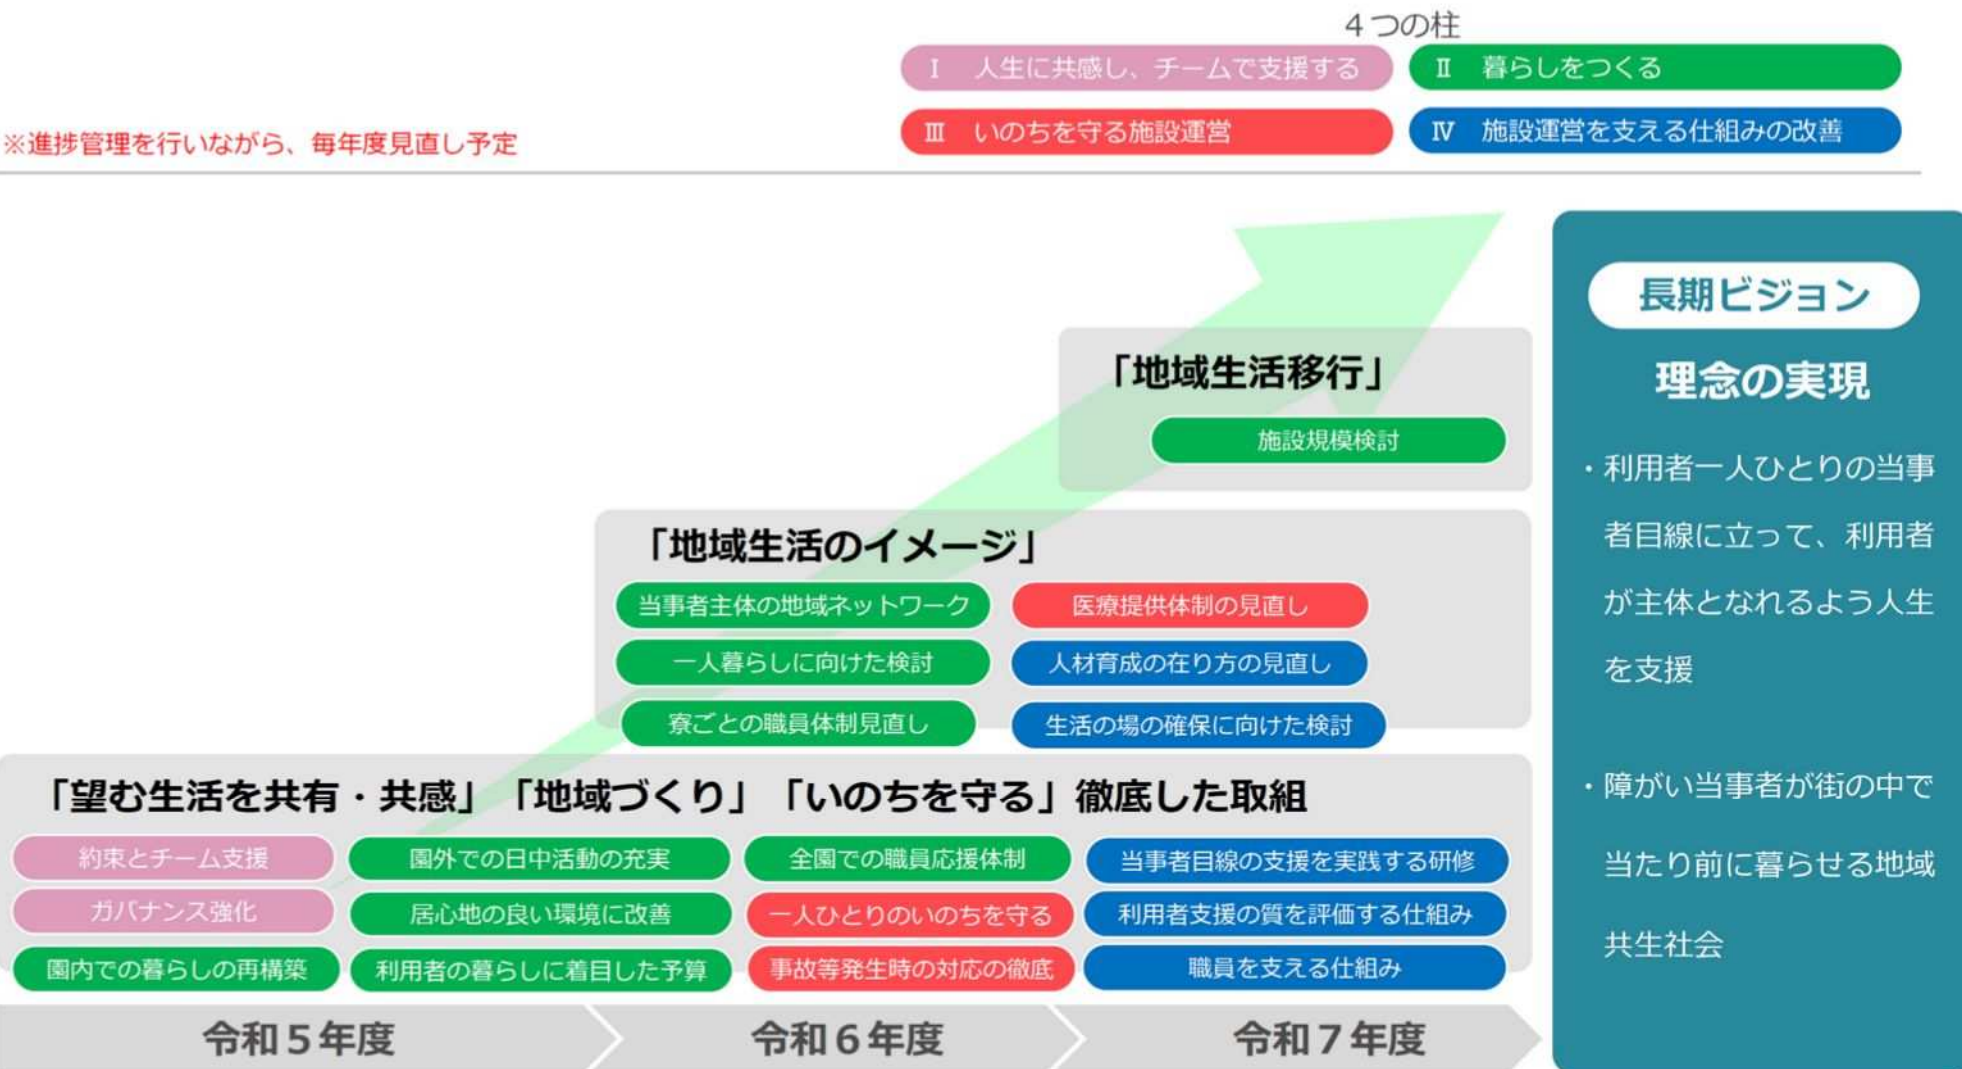 4つの柱
Ⅰ 人生に共感し、チームで支援する
Ⅱ 暮らしをつくる
Ⅲ いのちを守る施設運営
Ⅳ 施設運営を支える仕組みの改善
※進捗管理を行いながら、毎年度見直し予定
「地域生活移行」
施設規模検討
「地域生活のイメージ」
当事者主体の地域ネットワーク
医療提供体制の見直し
一人暮らしに向けた検討
人材育成の在り方の見直し
寮ごとの職員体制見直し
生活の場の確保に向けた検討
「望む生活を共有・共感」「地域づくり」「いのちを守る」徹底した取組
約束とチーム支援
園外での日中活動の充実
全園での職員応援体制
当事者目線の支援を実践する研修
ガバナンス強化
居心地の良い環境に改善
一人ひとりのいのちを守る
利用者支援の質を評価する仕組み
園内での暮らしの再構築
利用者の暮らしに着目した予算
事故等発生時の対応の徹底
職員を支える仕組み
令和5年度
令和6年度
令和7年度
長期ビジョン
理念の実現
・利用者一人ひとりの当事
者目線に立って、利用者
が主体となれるよう人生
を支援
・障がい当事者が街の中で
当たり前に暮らせる地域
共生社会